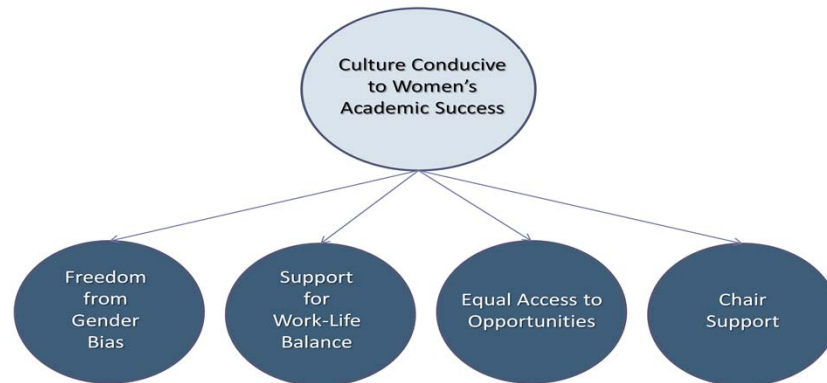 Culture Conducive
to Women's
Academic Success
Freedom
from
Gender
Bias
Support
for
Work-Life
Balance
Equal Access to
Opportunities
Chair
Support